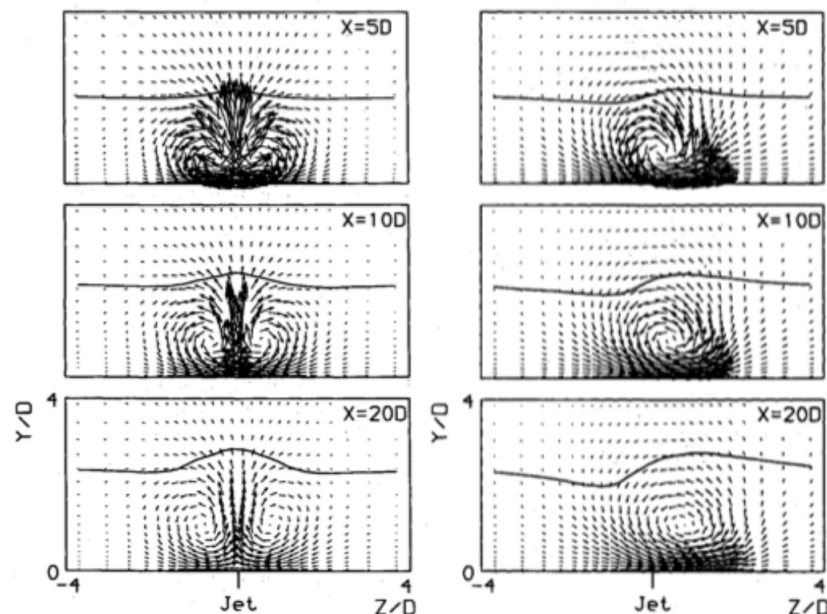 X=5D
X=5D
X=10D
X=10D
4
X=20D
4
X=20D
Y/D
Y/D
0
0
-4
Jet
Z/D
4
-4
Jet
Z/D
4